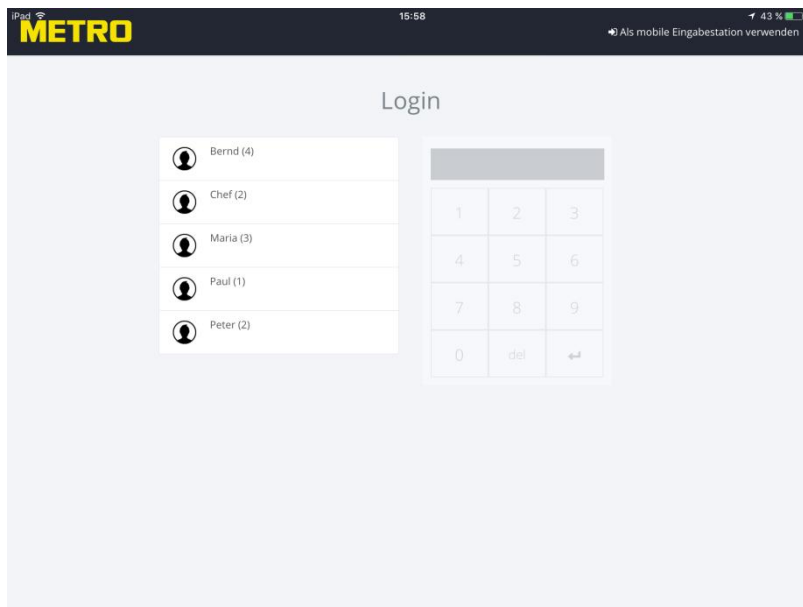 iPad 15:58 43 %
METRO
Als mobile Eingabestation verwenden
Login
Bernd (4)
Chef (2)
Maria (3)
Paul (1)
Peter (2)
1 2 3
4 5 6
7 8 9
0 del